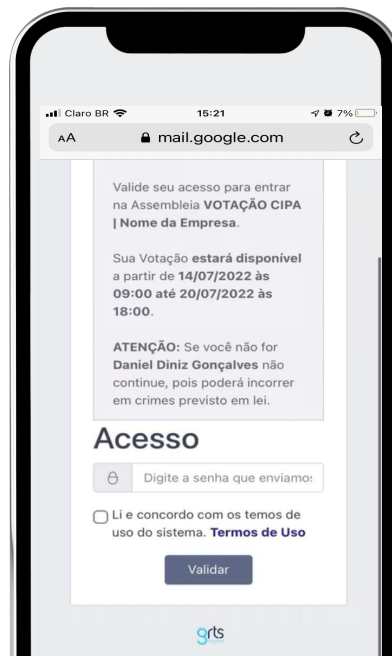 Claro BR 15:21 7%
AA mail.google.com
Valide seu acesso para entrar
na Assembleia VOTAÇÃO CIPA
| Nome da Empresa.
Sua Votação estará disponível
a partir de 14/07/2022 às
09:00 até 20/07/2022 às
18:00.
ATENÇÃO: Se você não for
Daniel Diniz Gonçalves não
continue, pois poderá incorrer
em crimes previsto em lei.
Acesso
Digite a senha que enviamos
Li e concordo com os temos de
uso do sistema. Termos de Uso
Validar
grts